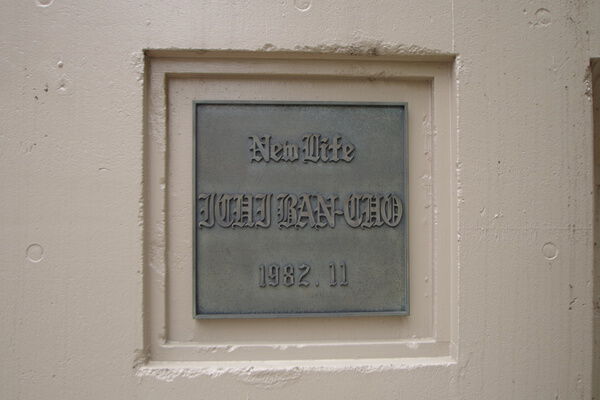 New Life
ICHI BAN-CHO
1982.11